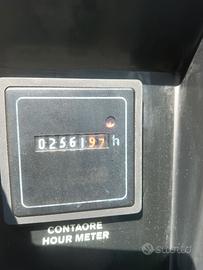 0256197 h
CONTAORE
HOUR METER
subito